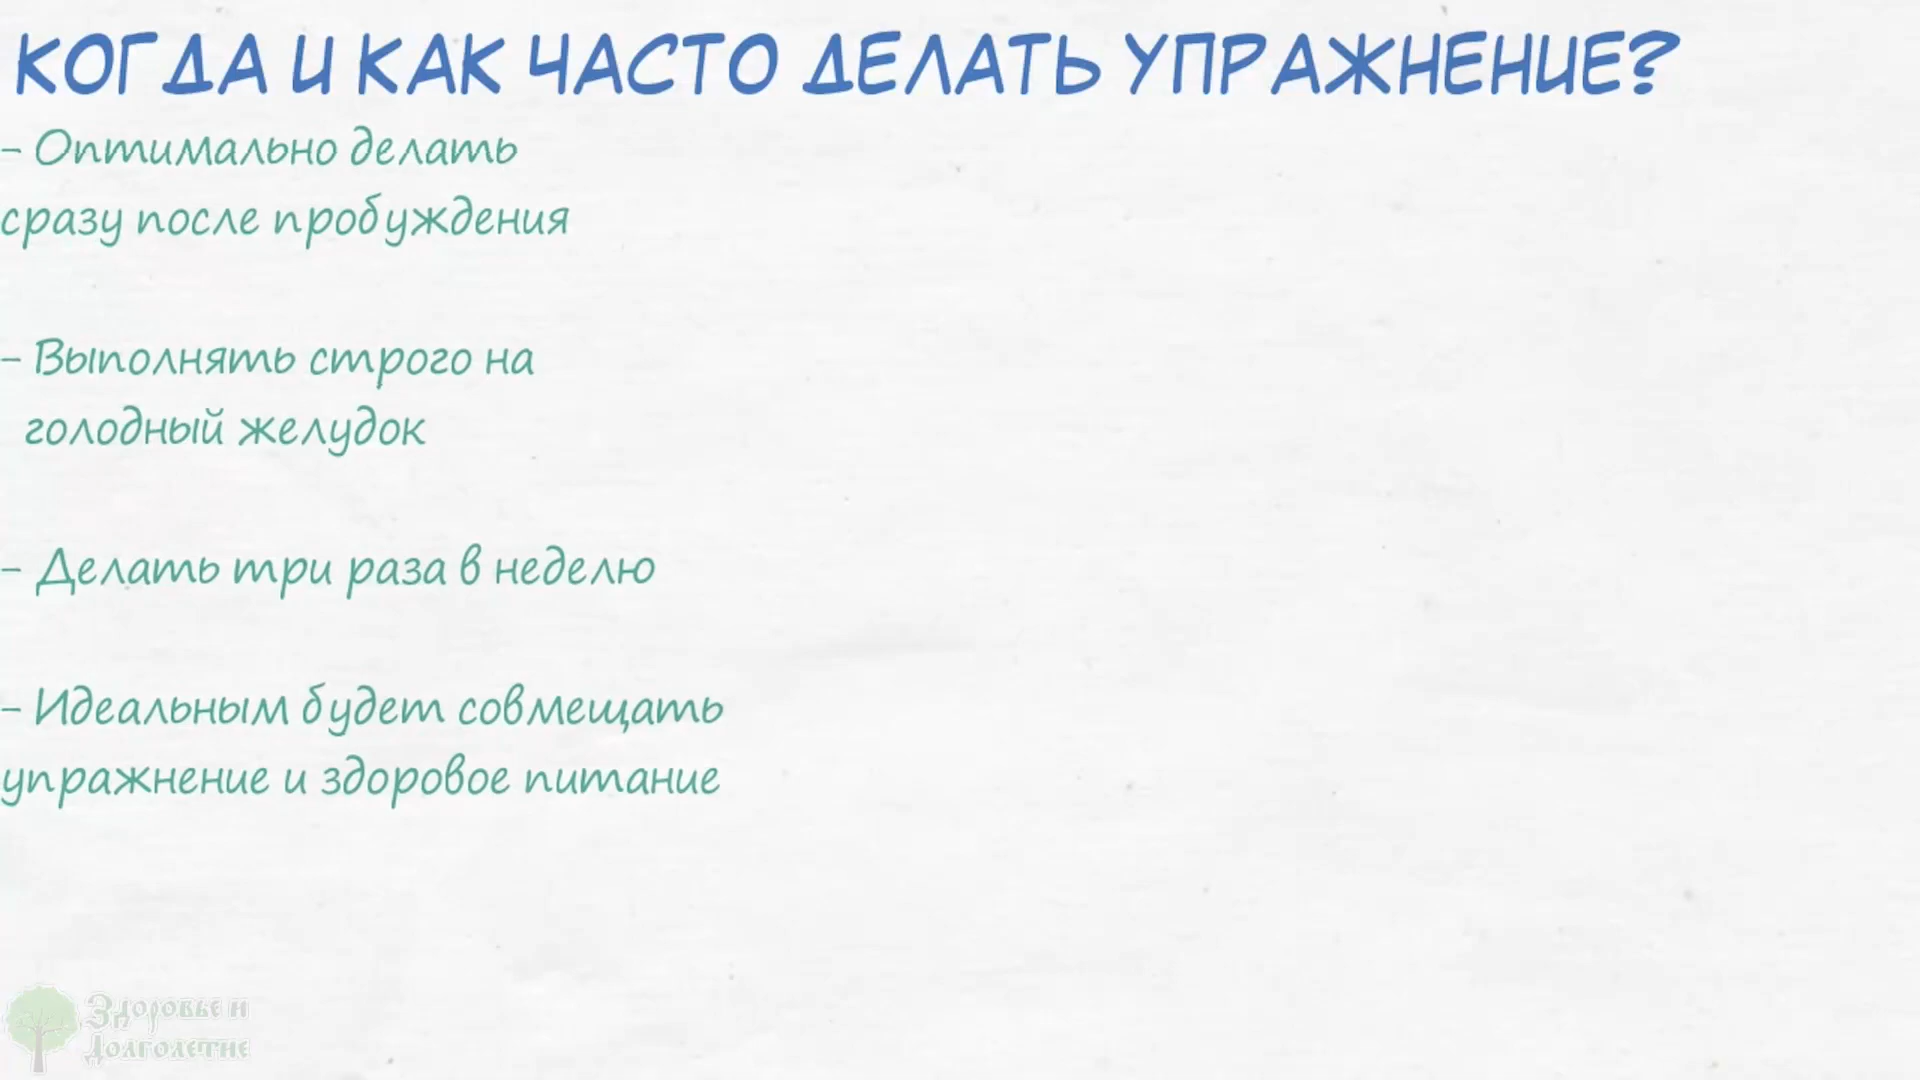 КОГДА И КАК ЧАСТО ДЕЛАТЬ УПРАЖНЕНИЕ?
- Оптимально делать
сразу после пробуждения
- Выполнять строго на
голодный желудок
- Делать три раза в неделю
- Идеальным будет совмещать
упражнение и здоровое питание
Здоровье и
Долголетие